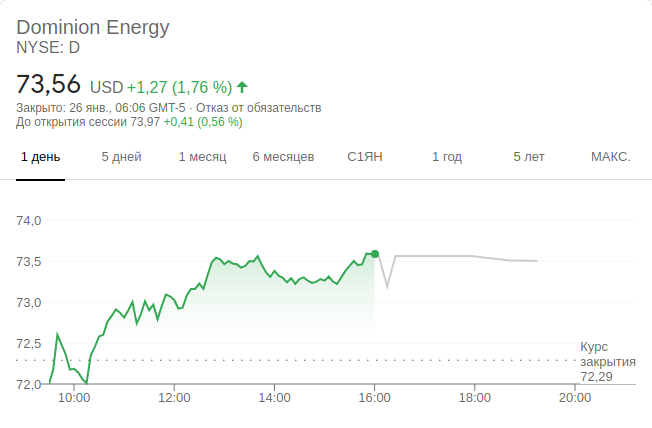 Dominion Energy
NYSE: D
73,56 USD +1,27 (1,76 %)
Закрыто: 26 янв., 06:06 GMT-5 · Отказ от обязательств
До открытия сессии 73,97 +0,41 (0,56 %)
1 день 5 дней 1 месяц 6 месяцев С1ЯН 1 год 5 лет МАКС.
74,0
73,5
73,0
72,5
Курс
закрытия
72,29
72,0
10:00 12:00 14:00 16:00 18:00 20:00